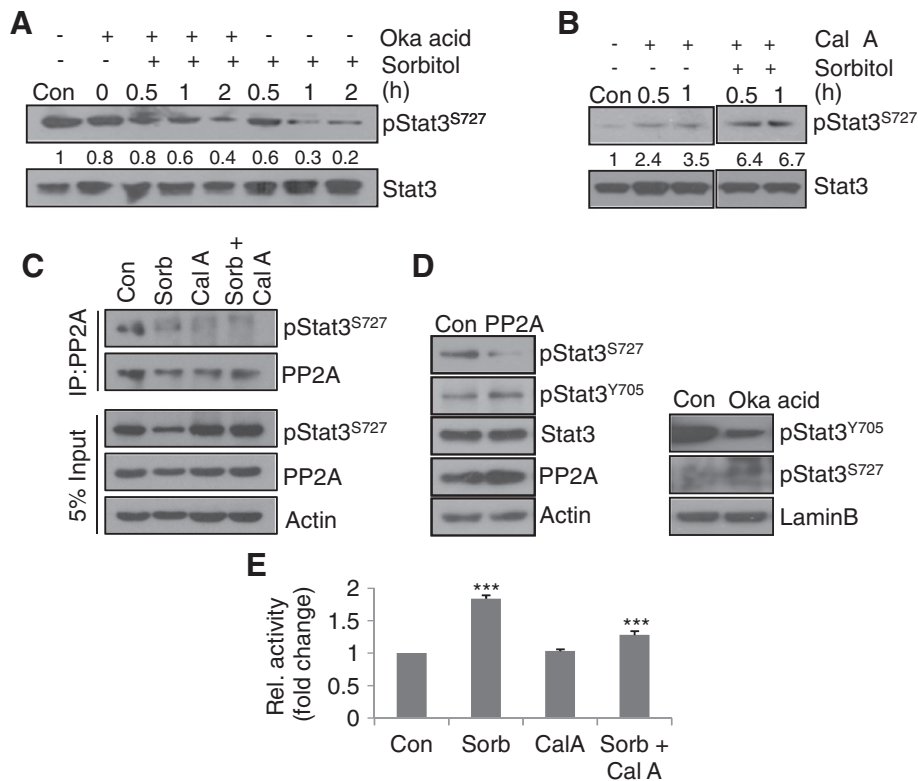 A
- + + + + - - - Oka acid
- - + + + + + + Sorbitol
Con 0 0.5 1 2 0.5 1 2 (h)
pStat3S727
1 0.8 0.8 0.6 0.4 0.6 0.3 0.2
Stat3
B
- + + + + Cal A
- - - + + Sorbitol
Con 0.5 1 0.5 1 (h)
pStat3S727
1 2.4 3.5 6.4 6.7
Stat3
C
Con Sorb Cal A Sorb + Cal A
IP:PP2A
pStat3S727
PP2A
5% Input
pStat3S727
PP2A
Actin
D
Con PP2A
pStat3S727
pStat3Y705
Stat3
PP2A
Actin
Con Oka acid
pStat3Y705
pStat3S727
LaminB
E
Rel. activity
(fold change)
2
1.5
1
0.5
0
*** ***
Con Sorb CalA Sorb +
Cal A